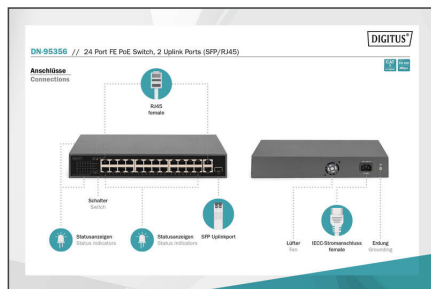 DIGITUS®
DN-95356 // 24 Port FE PoE Switch, 2 Uplink Ports (SFP/RJ45)
Anschlüsse
Connections
RJ45
female
Schalter
Switch
Statusanzeigen
Status indicators
Statusanzeigen
Status indicators
SFP Uplinkport
Lüfter
Fan
IECC-Stromanschluss
female
Erdung
Grounding